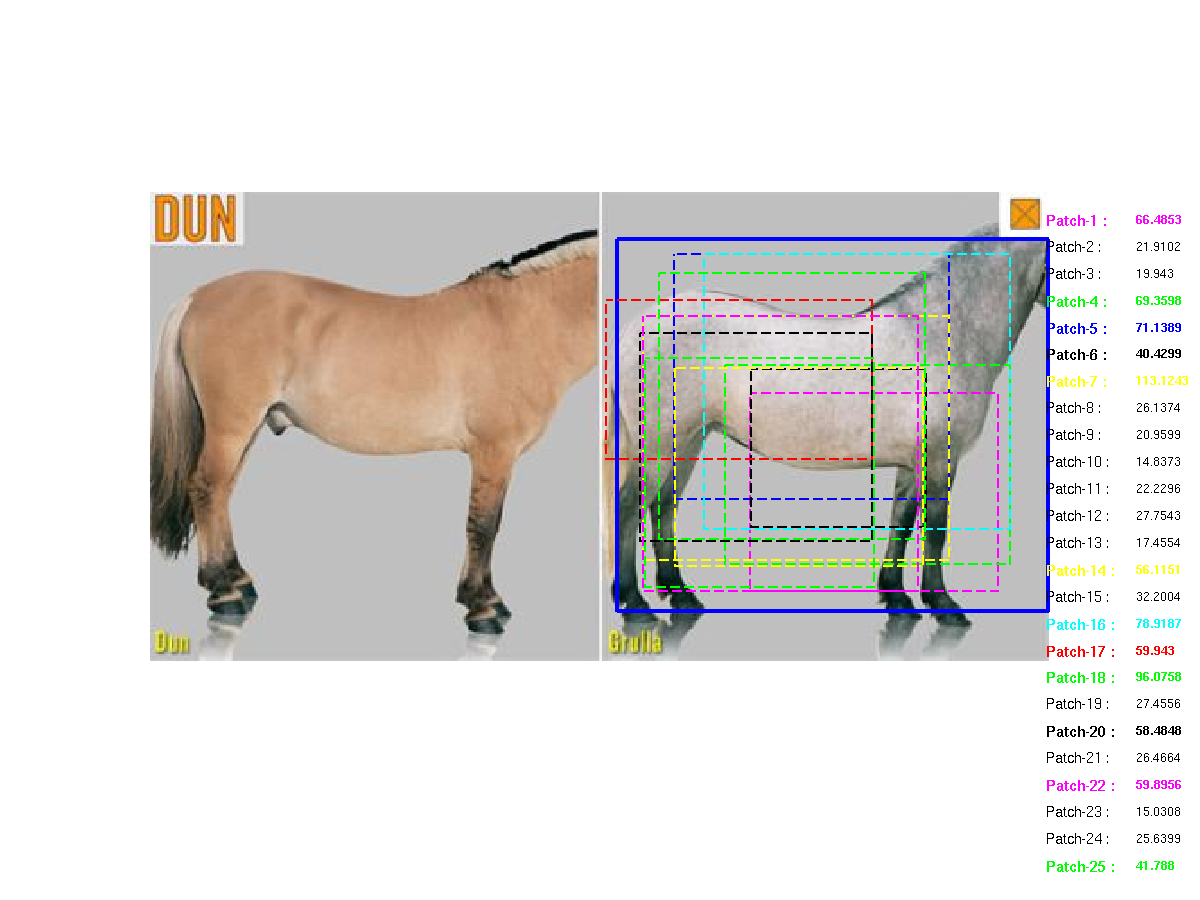 DUN
Dun
Grulla
Patch-1 : 66.4853
Patch-2 : 21.9102
Patch-3 : 19.943
Patch-4 : 69.3598
Patch-5 : 71.1389
Patch-6 : 40.4299
Patch-7 : 113.1243
Patch-8 : 26.1374
Patch-9 : 20.9599
Patch-10 : 14.8373
Patch-11 : 22.2296
Patch-12 : 27.7543
Patch-13 : 17.4554
Patch-14 : 56.1151
Patch-15 : 32.2004
Patch-16 : 78.9187
Patch-17 : 59.943
Patch-18 : 96.0758
Patch-19 : 27.4556
Patch-20 : 58.4848
Patch-21 : 26.4664
Patch-22 : 59.8956
Patch-23 : 15.0308
Patch-24 : 25.6399
Patch-25 : 41.788